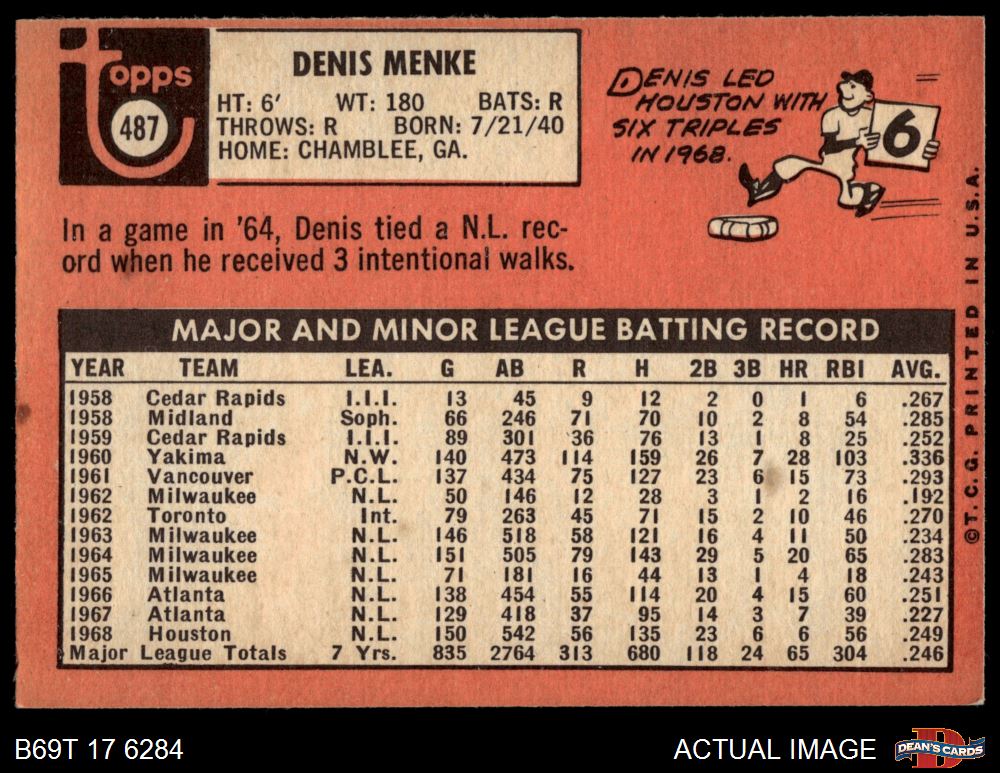 Topps
487
DENIS MENKE
HT: 6' WT: 180 BATS: R
THROWS: R BORN: 7/21/40
HOME: CHAMBLEE, GA.
DENIS LED
HOUSTON WITH
SIX TRIPLES
IN 1968.
6
In a game in '64, Denis tied a N.L. rec-
ord when he received 3 intentional walks.
MAJOR AND MINOR LEAGUE BATTING RECORD
YEAR TEAM LEA. G AB R H 2B 3B HR RBI AVG.
1958 Cedar Rapids I.I.I. 13 45 9 12 2 0 1 6 .267
1958 Midland Soph. 66 246 71 70 10 2 8 54 .285
1959 Cedar Rapids I.I.I. 89 301 36 76 13 1 8 25 .252
1960 Yakima N.W. 140 473 114 159 26 7 28 103 .336
1961 Vancouver P.C.L. 137 434 75 127 23 6 15 73 .293
1962 Milwaukee N.L. 50 146 12 28 3 1 2 16 .192
1962 Toronto Int. 79 263 45 71 15 2 10 46 .270
1963 Milwaukee N.L. 146 518 58 121 16 4 11 50 .234
1964 Milwaukee N.L. 151 505 79 143 29 5 20 65 .283
1965 Milwaukee N.L. 71 181 16 44 13 1 4 18 .243
1966 Atlanta N.L. 138 454 55 114 20 4 15 60 .251
1967 Atlanta N.L. 129 418 37 95 14 3 7 39 .227
1968 Houston N.L. 150 542 56 135 23 6 6 56 .249
Major League Totals 7 Yrs. 835 2764 313 680 118 24 65 304 .246
©T.C.G. PRINTED IN U.S.A.
B69T 17 6284
ACTUAL IMAGE
D
DEAN'S CARDS